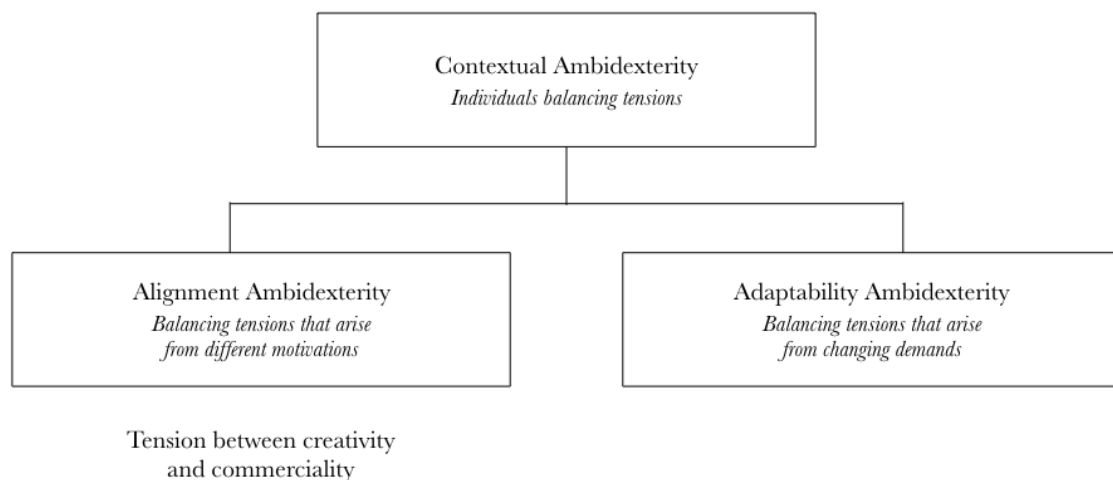 Contextual Ambidexterity
Individuals balancing tensions
Alignment Ambidexterity
Balancing tensions that arise
from different motivations
Adaptability Ambidexterity
Balancing tensions that arise
from changing demands
Tension between creativity
and commerciality